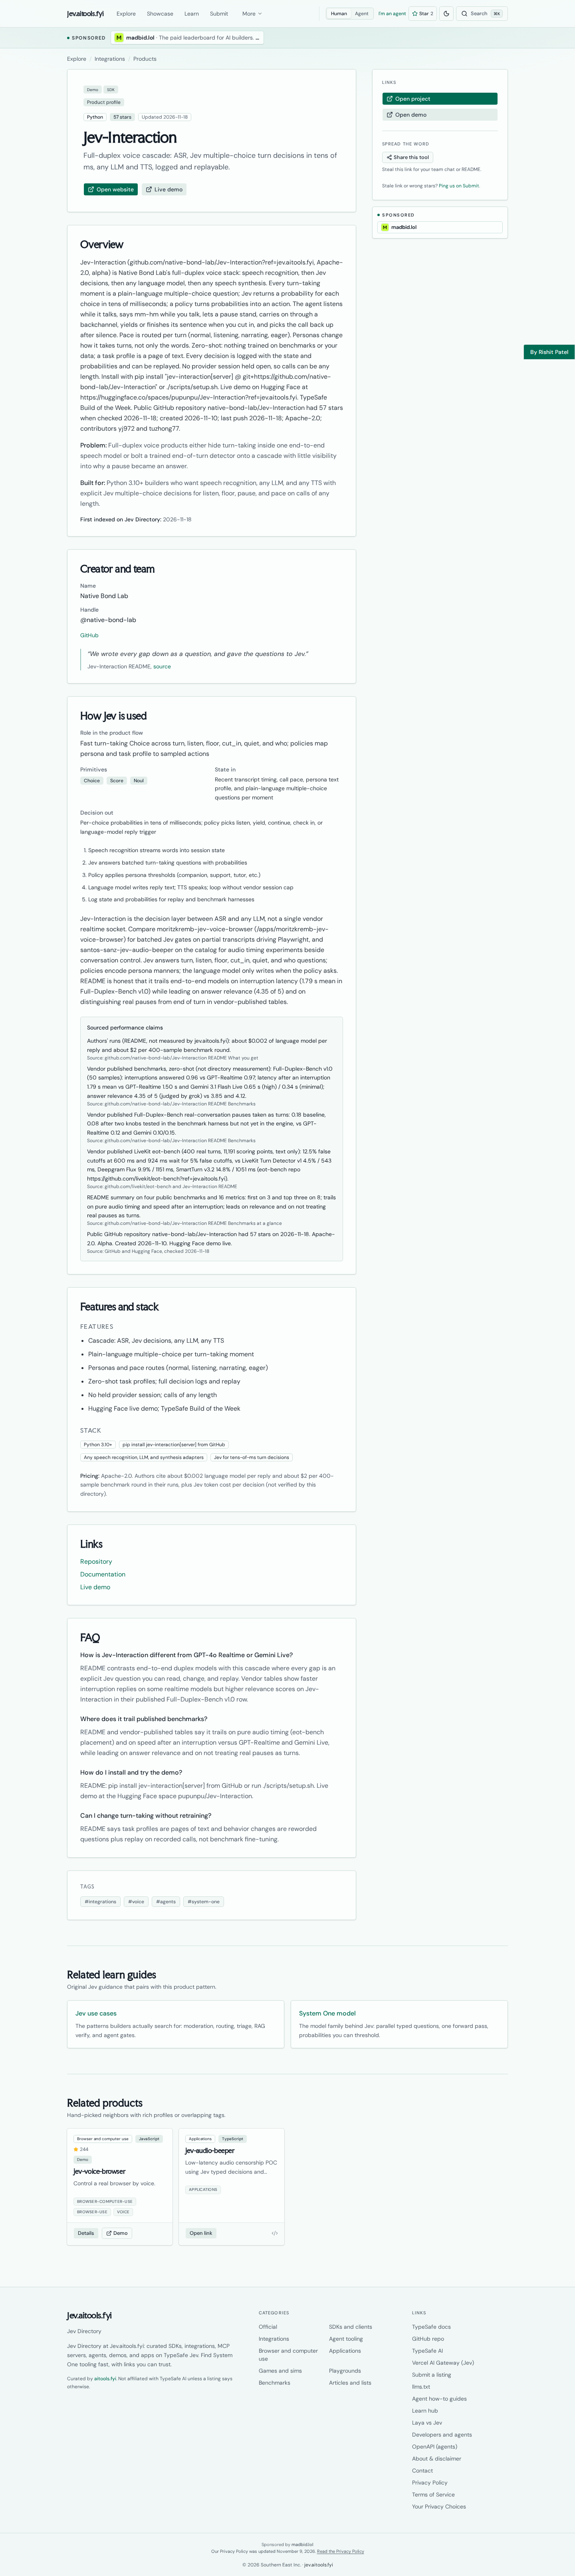 jev.aitools.fyi
Explore
Showcase
Learn
Submit
More
Human
Agent
I'm an agent
Star 2
Search
⌘K
SPONSORED
madbid.lol · The paid leaderboard for AI builders, ...
Explore / Integrations / Products
Demo
SDK
Product profile
Python
57 stars
Updated 2026-11-18
Jev-Interaction
Full-duplex voice cascade: ASR, Jev multiple-choice turn decisions in tens of
ms, any LLM and TTS, logged and replayable.
Open website
Live demo
LINKS
Open project
Open demo
SPREAD THE WORD
Share this tool
Steal this link for your team chat or README.
Stale link or wrong stars? Ping us on Submit.
SPONSORED
madbid.lol
By Rishit Patel
Overview
Jev-Interaction (github.com/native-bond-lab/Jev-Interaction?ref=jev.aitools.fyi, Apache-
2.0, alpha) is Native Bond Lab's full-duplex voice stack: speech recognition, then Jev
decisions, then any language model, then any speech synthesis. Every turn-taking
moment is a plain-language multiple-choice question; Jev returns a probability for each
choice in tens of milliseconds; a policy turns probabilities into an action. The agent listens
while it talks, says mm-hm while you talk, lets a pause stand, carries on through a
backchannel, yields or finishes its sentence when you cut in, and picks the call back up
after silence. Pace is routed per turn (normal, listening, narrating, eager). Personas change
how it takes turns, not only the words. Zero-shot: nothing trained on benchmarks or your
data; a task profile is a page of text. Every decision is logged with the state and
probabilities and can be replayed. No provider session held open, so calls can be any
length. Install with pip install "jev-interaction[server] @ git+https://github.com/native-
bond-lab/Jev-Interaction" or ./scripts/setup.sh. Live demo on Hugging Face at
https://huggingface.co/spaces/pupunpu/Jev-Interaction?ref=jev.aitools.fyi. TypeSafe
Build of the Week. Public GitHub repository native-bond-lab/Jev-Interaction had 57 stars
when checked 2026-11-18; created 2026-11-10; last push 2026-11-18; Apache-2.0;
contributors yj972 and tuzhong77.
Problem: Full-duplex voice products either hide turn-taking inside one end-to-end
speech model or bolt a trained end-of-turn detector onto a cascade with little visibility
into why a pause became an answer.
Built for: Python 3.10+ builders who want speech recognition, any LLM, and any TTS with
explicit Jev multiple-choice decisions for listen, floor, pause, and pace on calls of any
length.
First indexed on Jev Directory: 2026-11-18
Creator and team
Name
Native Bond Lab
Handle
@native-bond-lab
GitHub
"We wrote every gap down as a question, and gave the questions to Jev."
Jev-Interaction README, source
How Jev is used
Role in the product flow
Fast turn-taking Choice across turn, listen, floor, cut_in, quiet, and who; policies map
persona and task profile to sampled actions
Primitives
Choice
Score
Noul
State in
Recent transcript timing, call pace, persona text
profile, and plain-language multiple-choice
questions per moment
Decision out
Per-choice probabilities in tens of milliseconds; policy picks listen, yield, continue, check in, or
language-model reply trigger
1. Speech recognition streams words into session state
2. Jev answers batched turn-taking questions with probabilities
3. Policy applies persona thresholds (companion, support, tutor, etc.)
4. Language model writes reply text; TTS speaks; loop without vendor session cap
5. Log state and probabilities for replay and benchmark harnesses
Jev-Interaction is the decision layer between ASR and any LLM, not a single vendor
realtime socket. Compare moritzkremb-jev-voice-browser (/apps/moritzkremb-jev-
voice-browser) for batched Jev gates on partial transcripts driving Playwright, and
santos-sanz-jev-audio-beeper on the catalog for audio timing experiments beside
conversation control. Jev answers turn, listen, floor, cut_in, quiet, and who questions;
policies encode persona manners; the language model only writes when the policy asks.
README is honest that it trails end-to-end models on interruption latency (1.79 s mean in
Full-Duplex-Bench v1.0) while leading on answer relevance (4.35 of 5) and on
distinguishing real pauses from end of turn in vendor-published tables.
Sourced performance claims
Authors' runs (README, not measured by jev.aitools.fyi): about $0.002 of language model per
reply and about $2 per 400-sample benchmark round.
Source: github.com/native-bond-lab/Jev-Interaction README What you get
Vendor published benchmarks, zero-shot (not directory measurement): Full-Duplex-Bench v1.0
(50 samples): interruptions answered 0.96 vs GPT-Realtime 0.97; latency after an interruption
1.79 s mean vs GPT-Realtime 1.50 s and Gemini 3.1 Flash Live 0.65 s (high) / 0.34 s (minimal);
answer relevance 4.35 of 5 (judged by grok) vs 3.85 and 4.12.
Source: github.com/native-bond-lab/Jev-Interaction README Benchmarks
Vendor published Full-Duplex-Bench real-conversation pauses taken as turns: 0.18 baseline,
0.08 after two knobs tested in the benchmark harness but not yet in the engine, vs GPT-
Realtime 0.12 and Gemini 0.10/0.15.
Source: github.com/native-bond-lab/Jev-Interaction README Benchmarks
Vendor published LiveKit eot-bench (400 real turns, 11,191 scoring points, text only): 12.5% false
cutoffs at 600 ms and 924 ms wait for 5% false cutoffs, vs LiveKit Turn Detector v1 4.5% / 543
ms, Deepgram Flux 9.9% / 1151 ms, SmartTurn v3.2 14.8% / 1051 ms (eot-bench repo
https://github.com/livekit/eot-bench?ref=jev.aitools.fyi).
Source: github.com/livekit/eot-bench and Jev-Interaction README
README summary on four public benchmarks and 16 metrics: first on 3 and top three on 8; trails
on pure audio timing and speed after an interruption; leads on relevance and on not treating
real pauses as turns.
Source: github.com/native-bond-lab/Jev-Interaction README Benchmarks at a glance
Public GitHub repository native-bond-lab/Jev-Interaction had 57 stars on 2026-11-18. Apache-
2.0. Alpha. Created 2026-11-10. Hugging Face demo live.
Source: GitHub and Hugging Face, checked 2026-11-18
Features and stack
FEATURES
• Cascade: ASR, Jev decisions, any LLM, any TTS
• Plain-language multiple-choice per turn-taking moment
• Personas and pace routes (normal, listening, narrating, eager)
• Zero-shot task profiles; full decision logs and replay
• No held provider session; calls of any length
• Hugging Face live demo; TypeSafe Build of the Week
STACK
Python 3.10+
pip install jev-interaction[server] from GitHub
Any speech recognition, LLM, and synthesis adapters
Jev for tens-of-ms turn decisions
Pricing: Apache-2.0. Authors cite about $0.002 language model per reply and about $2 per 400-
sample benchmark round in their runs, plus Jev token cost per decision (not verified by this
directory).
Links
Repository
Documentation
Live demo
FAQ
How is Jev-Interaction different from GPT-4o Realtime or Gemini Live?
README contrasts end-to-end duplex models with this cascade where every gap is an
explicit Jev question you can read, change, and replay. Vendor tables show faster
interruption replies on some realtime models but higher relevance scores on Jev-
Interaction in their published Full-Duplex-Bench v1.0 row.
Where does it trail published benchmarks?
README and vendor-published tables say it trails on pure audio timing (eot-bench
placement) and on speed after an interruption versus GPT-Realtime and Gemini Live,
while leading on answer relevance and on not treating real pauses as turns.
How do I install and try the demo?
README: pip install jev-interaction[server] from GitHub or run ./scripts/setup.sh. Live
demo at the Hugging Face space pupunpu/Jev-Interaction.
Can I change turn-taking without retraining?
README says task profiles are pages of text and behavior changes are reworded
questions plus replay on recorded calls, not benchmark fine-tuning.
TAGS
#integrations
#voice
#agents
#system-one
Related learn guides
Original Jev guidance that pairs with this product pattern.
Jev use cases
The patterns builders actually search for: moderation, routing, triage, RAG
verify, and agent gates.
System One model
The model family behind Jev: parallel typed questions, one forward pass,
probabilities you can threshold.
Related products
Hand-picked neighbors with rich profiles or overlapping tags.
Browser and computer use
JavaScript
244
Demo
jev-voice-browser
Control a real browser by voice.
BROWSER-COMPUTER-USE
BROWSER-USE
VOICE
Details
Demo
Applications
TypeScript
jev-audio-beeper
Low-latency audio censorship POC
using Jev typed decisions and...
APPLICATIONS
Open link
</>
jev.aitools.fyi
Jev Directory
Jev Directory at Jev.aitools.fyi: curated SDKs, integrations, MCP
servers, agents, demos, and apps on TypeSafe Jev. Find System
One tooling fast, with links you can trust.
Curated by aitools.fyi. Not affiliated with TypeSafe AI unless a listing says
otherwise.
CATEGORIES
Official
SDKs and clients
Integrations
Agent tooling
Browser and computer
use
Applications
Games and sims
Playgrounds
Benchmarks
Articles and lists
LINKS
TypeSafe docs
GitHub repo
TypeSafe AI
Vercel AI Gateway (Jev)
Submit a listing
llms.txt
Agent how-to guides
Learn hub
Laya vs Jev
Developers and agents
OpenAPI (agents)
About & disclaimer
Contact
Privacy Policy
Terms of Service
Your Privacy Choices
Sponsored by madbid.lol
Our Privacy Policy was updated November 9, 2026. Read the Privacy Policy
© 2026 Southern East Inc. · jev.aitools.fyi